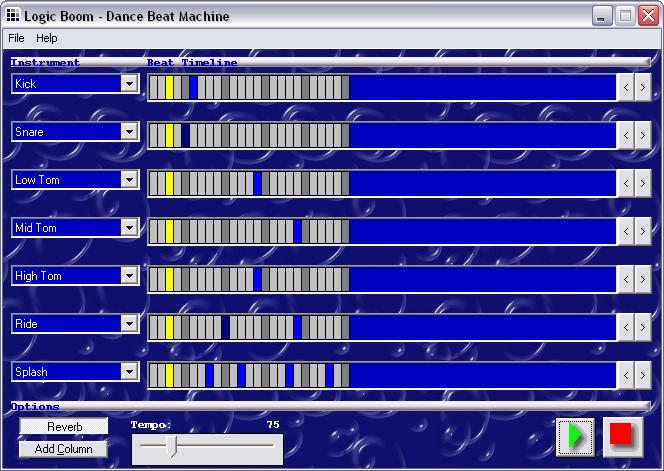 Logic Boom - Dance Beat Machine
File Help
Instrument Beat Timeline
Kick
Snare
Low Tom
Mid Tom
High Tom
Ride
Splash
Options
Reverb Tempo: 75
Add Column